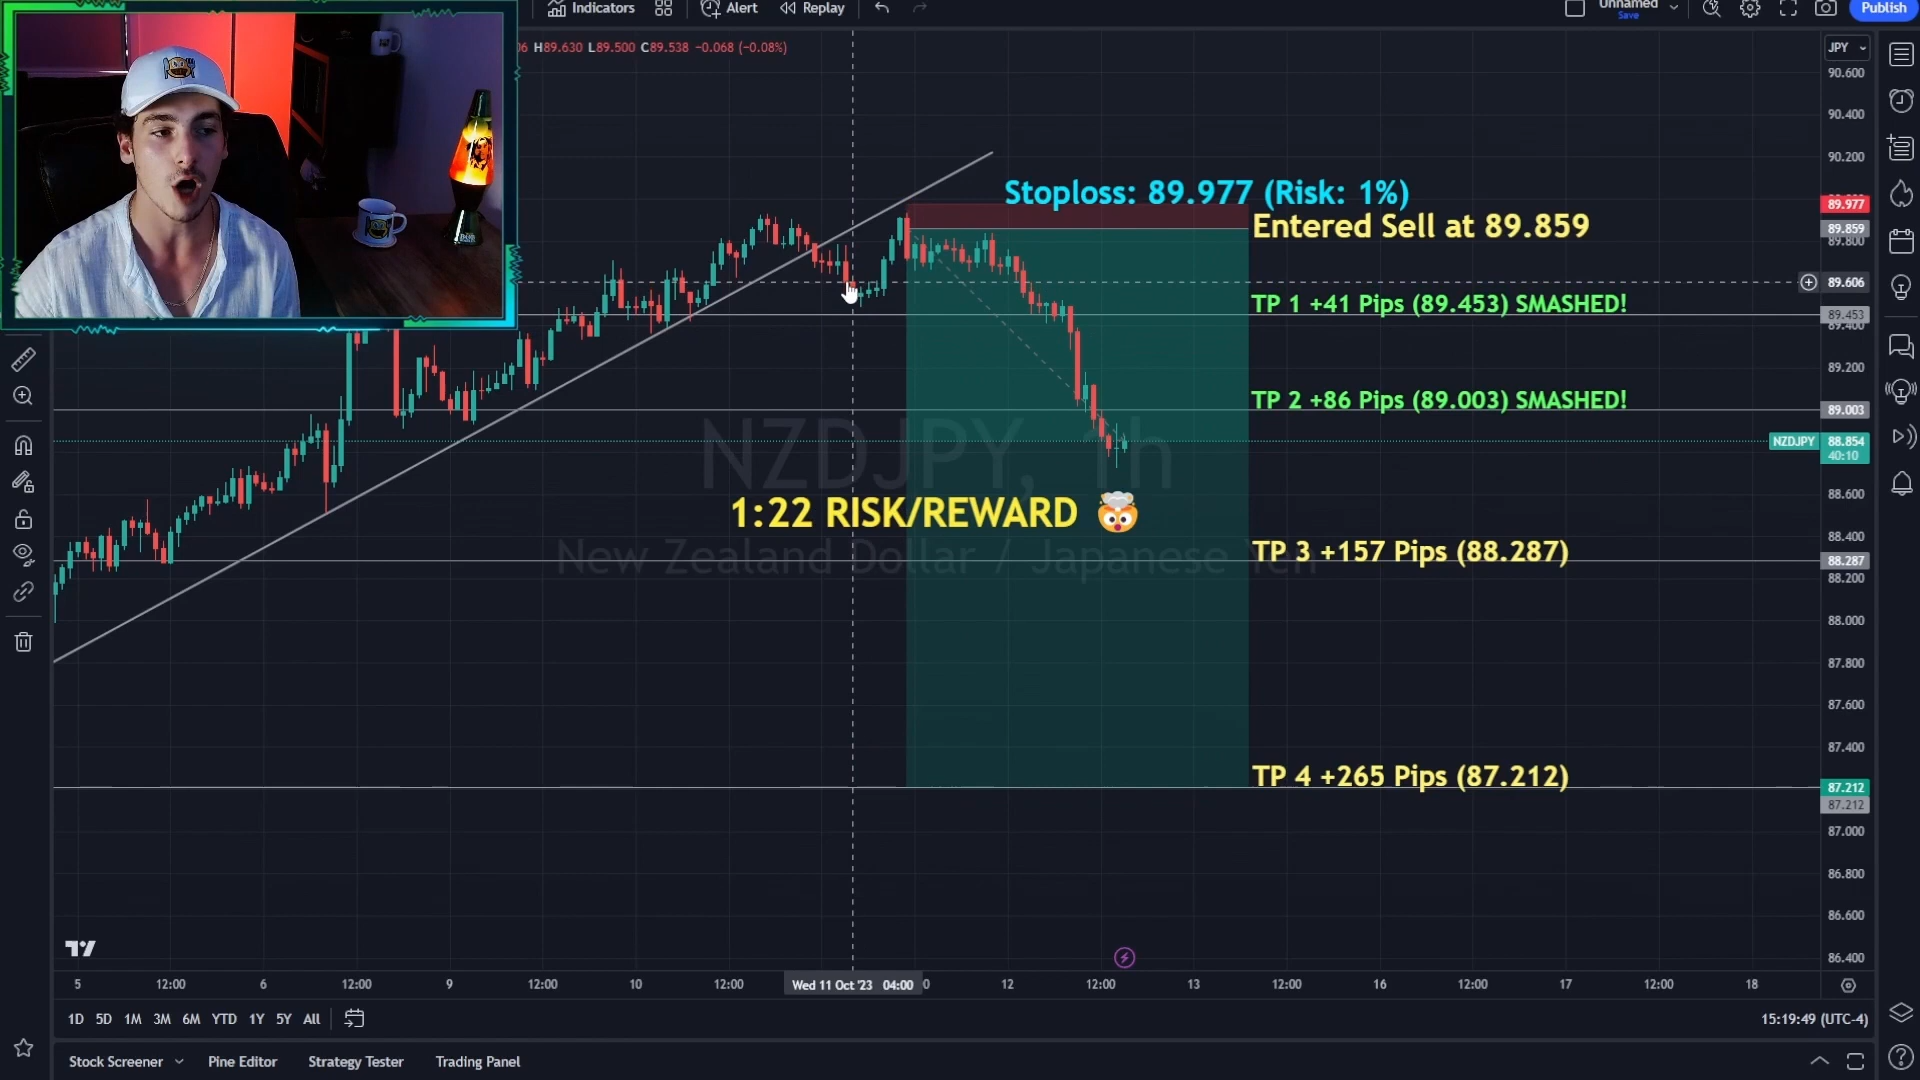 Indicators Alert Replay Unnamed Save Publish
06 H89.630 L89.500 C89.538 −0.068 (−0.08%)
JPY
90.600
90.400
90.200
Stoploss: 89.977 (Risk: 1%)
89.977
Entered Sell at 89.859
89.859
89.800
89.606
TP 1 +41 Pips (89.453) SMASHED!
89.453
89.400
89.200
TP 2 +86 Pips (89.003) SMASHED!
89.003
NZDJPY 88.854
40:10
NZDJPY, 1h
88.600
1:22 RISK/REWARD
88.400
New Zealand Dollar / Japanese Yen
TP 3 +157 Pips (88.287)
88.287
88.200
88.000
87.800
87.600
87.400
TP 4 +265 Pips (87.212)
87.212
87.212
87.000
86.800
86.600
86.400
5 12:00 6 12:00 9 12:00 10 12:00 Wed 11 Oct '23 04:00 0 12 12:00 13 12:00 16 12:00 17 12:00 18
1D 5D 1M 3M 6M YTD 1Y 5Y All
15:19:49 (UTC-4)
Stock Screener Pine Editor Strategy Tester Trading Panel